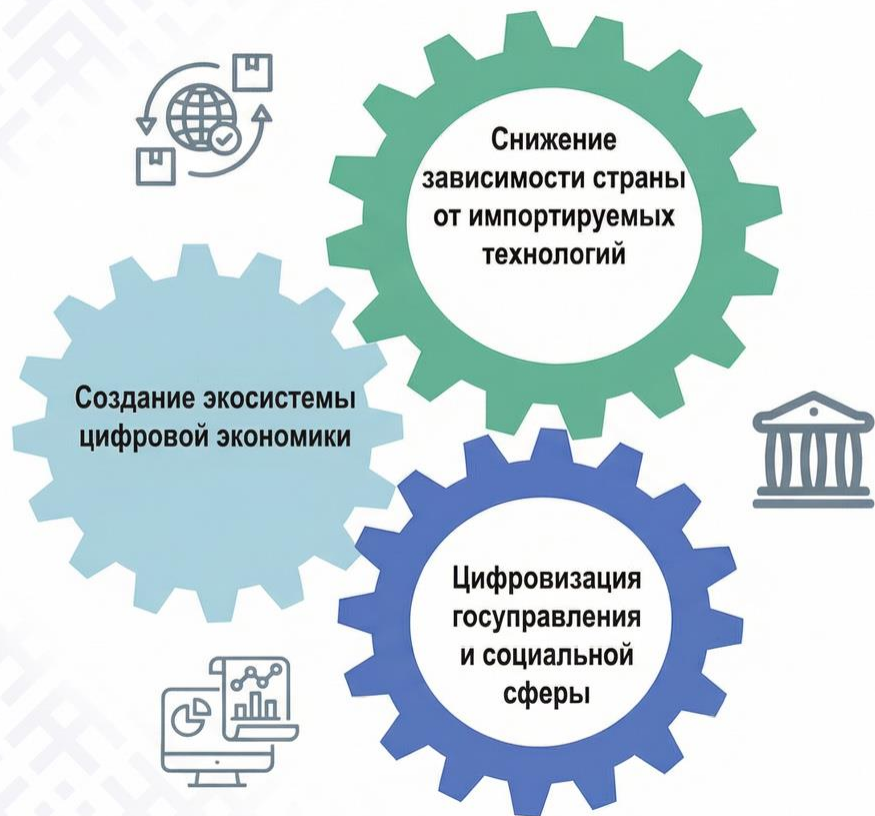 Снижение
зависимости страны
от импортируемых
технологий
Создание экосистемы
цифровой экономики
Цифровизация
госуправления
и социальной
сферы